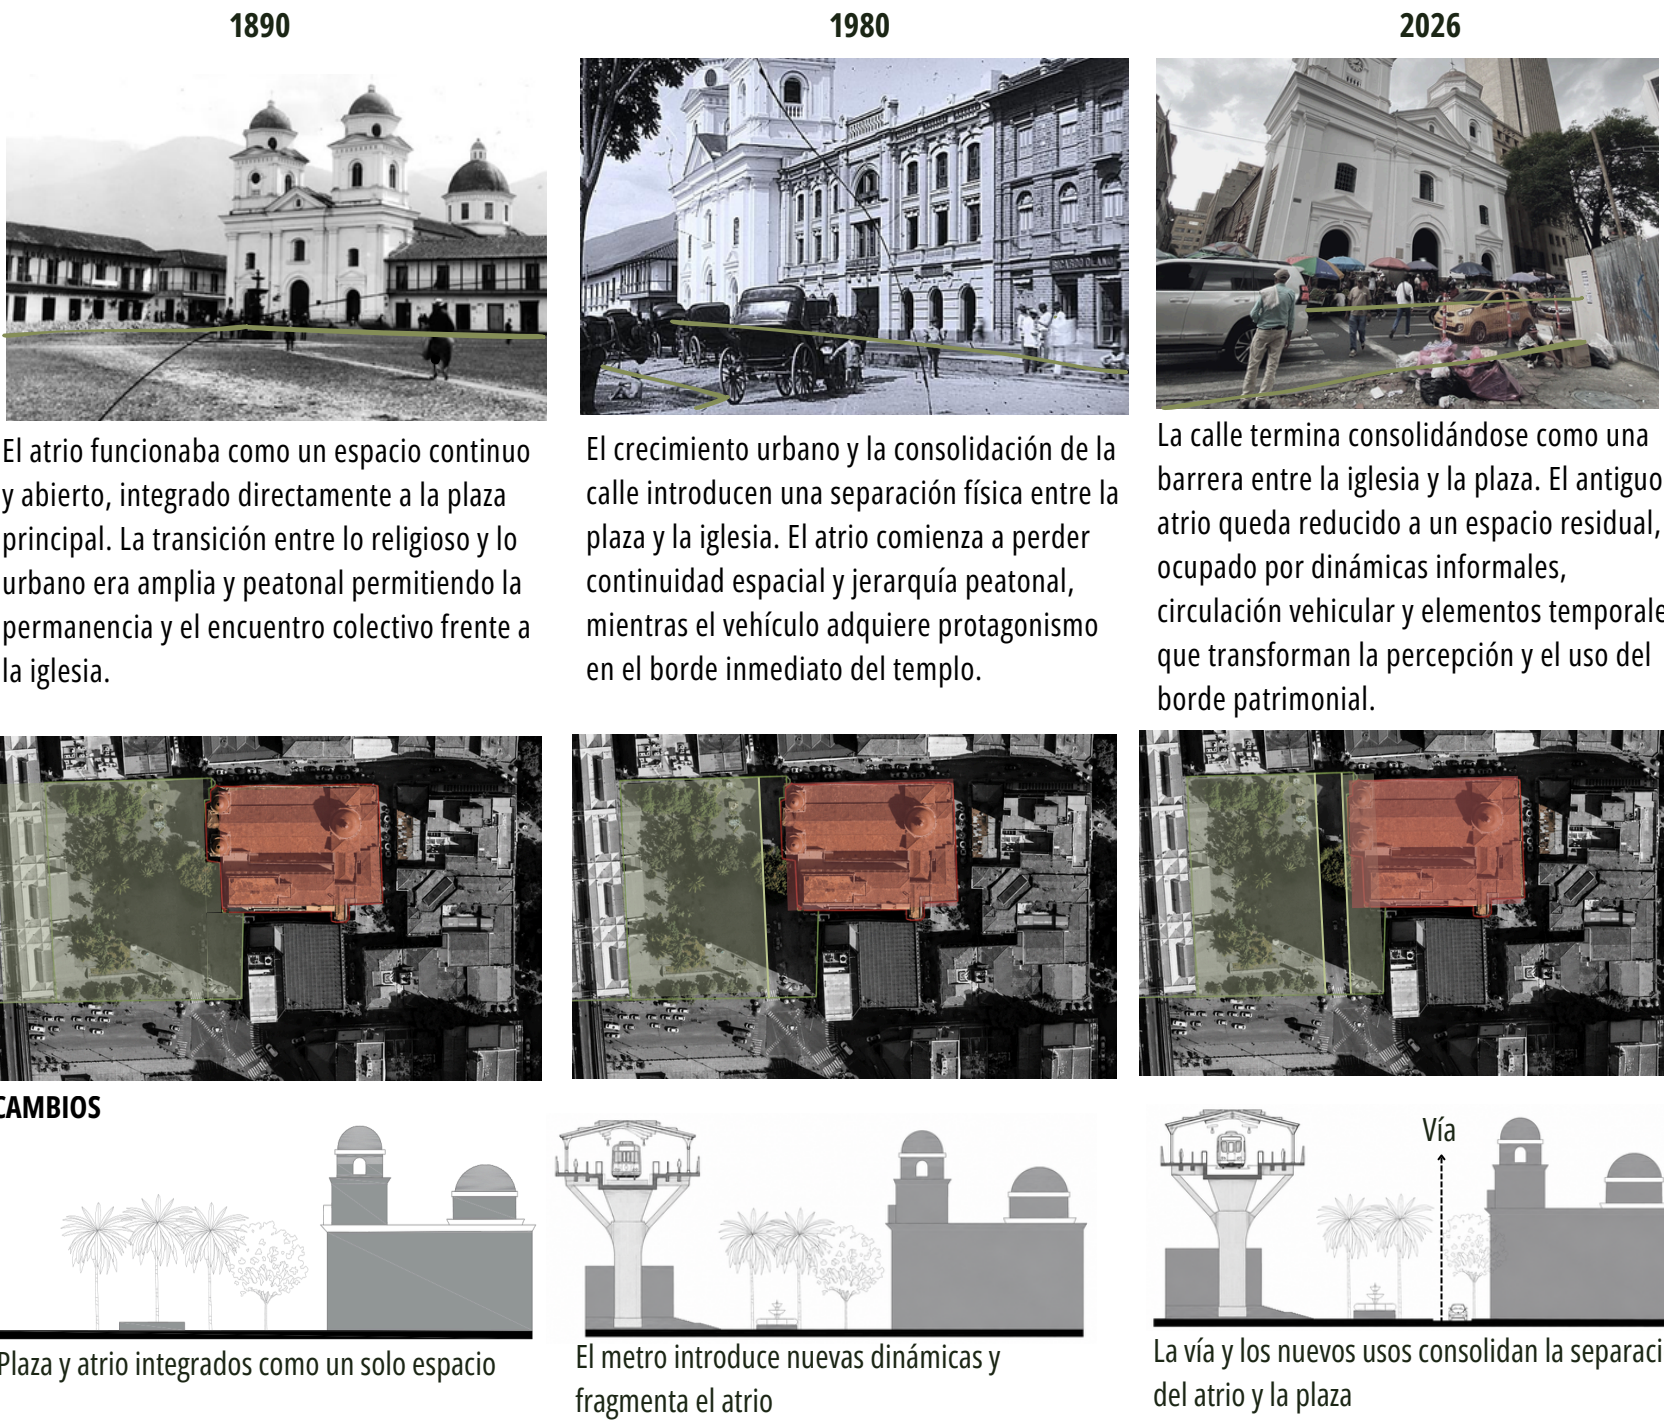 1890
1980
2026
El atrio funcionaba como un espacio continuo
y abierto, integrado directamente a la plaza
principal. La transición entre lo religioso y lo
urbano era amplia y peatonal permitiendo la
permanencia y el encuentro colectivo frente a
la iglesia.
RICARDO OLANO
El crecimiento urbano y la consolidación de la
calle introducen una separación física entre la
plaza y la iglesia. El atrio comienza a perder
continuidad espacial y jerarquía peatonal,
mientras el vehículo adquiere protagonismo
en el borde inmediato del templo.
La calle termina consolidándose como una
barrera entre la iglesia y la plaza. El antiguo
atrio queda reducido a un espacio residual,
ocupado por dinámicas informales,
circulación vehicular y elementos temporale
que transforman la percepción y el uso del
borde patrimonial.
CAMBIOS
Vía
Plaza y atrio integrados como un solo espacio
El metro introduce nuevas dinámicas y
fragmenta el atrio
La vía y los nuevos usos consolidan la separaci
del atrio y la plaza